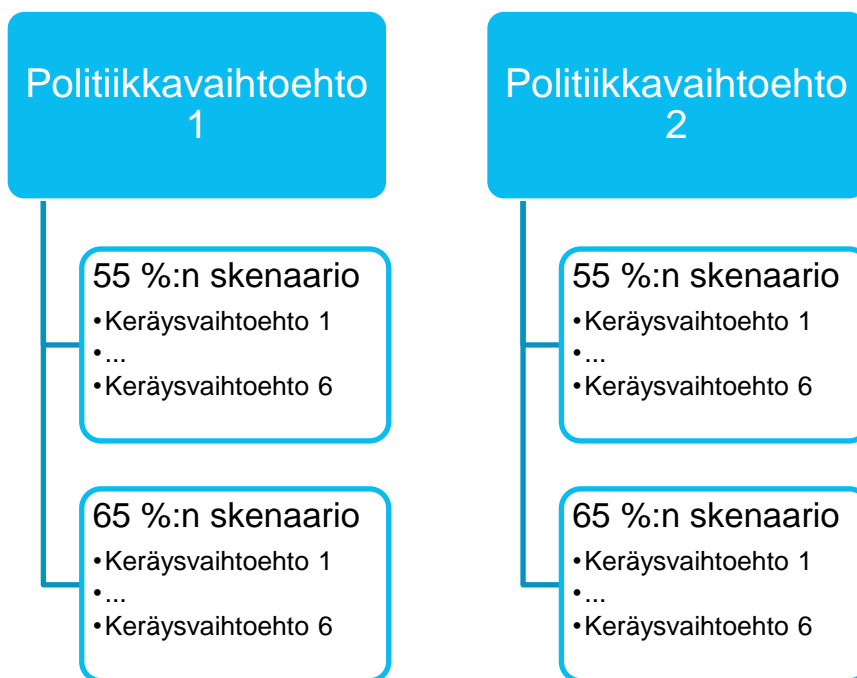 Politiikkavaihtoehto
1
55 %:n skenaario
•Keräysvaihtoehto 1
•...
•Keräysvaihtoehto 6
65 %:n skenaario
•Keräysvaihtoehto 1
•...
•Keräysvaihtoehto 6
Politiikkavaihtoehto
2
55 %:n skenaario
•Keräysvaihtoehto 1
•...
•Keräysvaihtoehto 6
65 %:n skenaario
•Keräysvaihtoehto 1
•...
•Keräysvaihtoehto 6